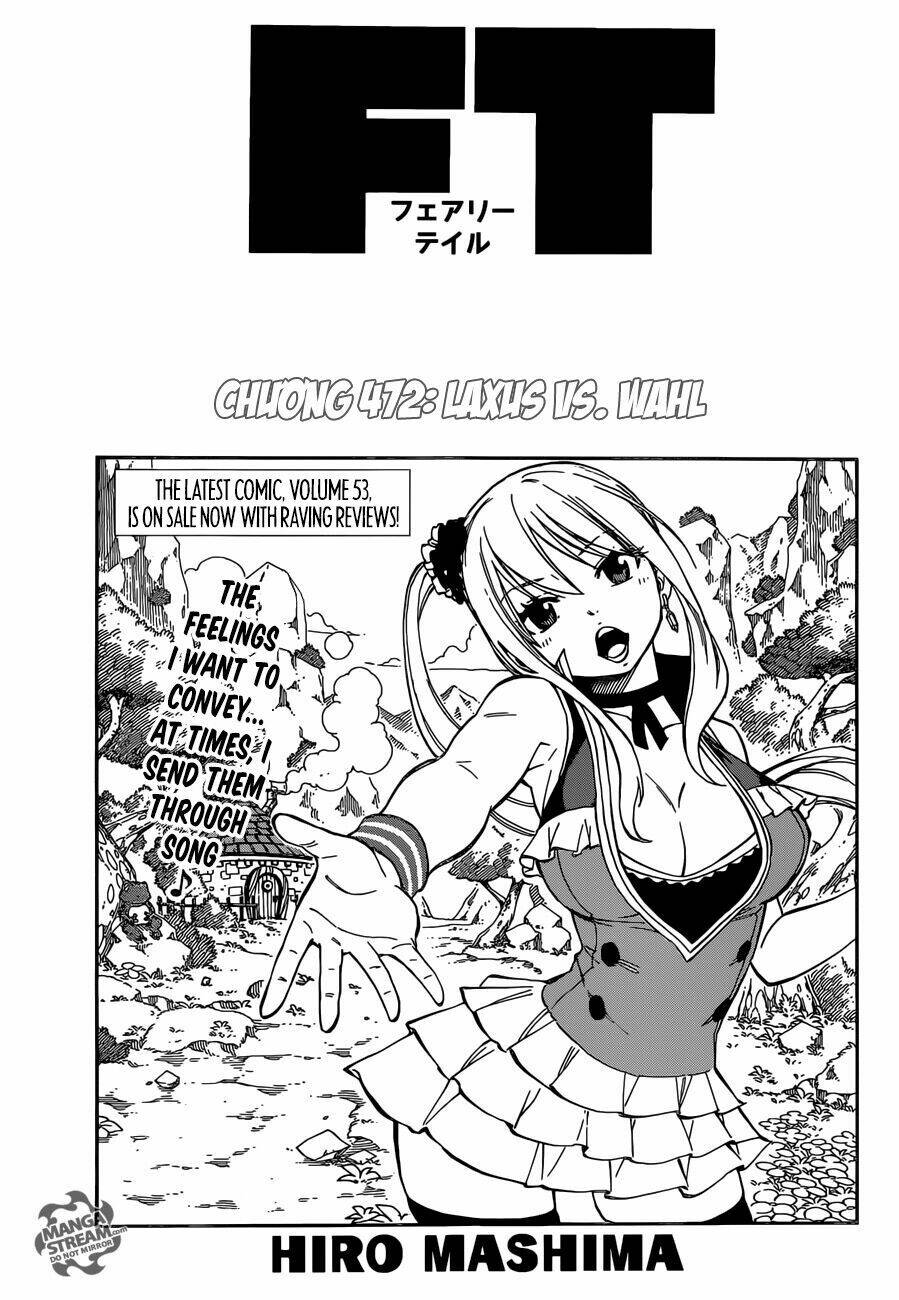 FT
フェアリー
テイル
CHƯƠNG 472: LAXUS VS. WAHL
THE LATEST COMIC, VOLUME 53,
IS ON SALE NOW WITH RAVING REVIEWS!
THE
FEELINGS
I WANT TO
CONVEY...
AT TIMES, I
SEND THEM
THROUGH
SONG
♪
MANGA
STREAM.com
DO NOT MIRROR
HIRO MASHIMA